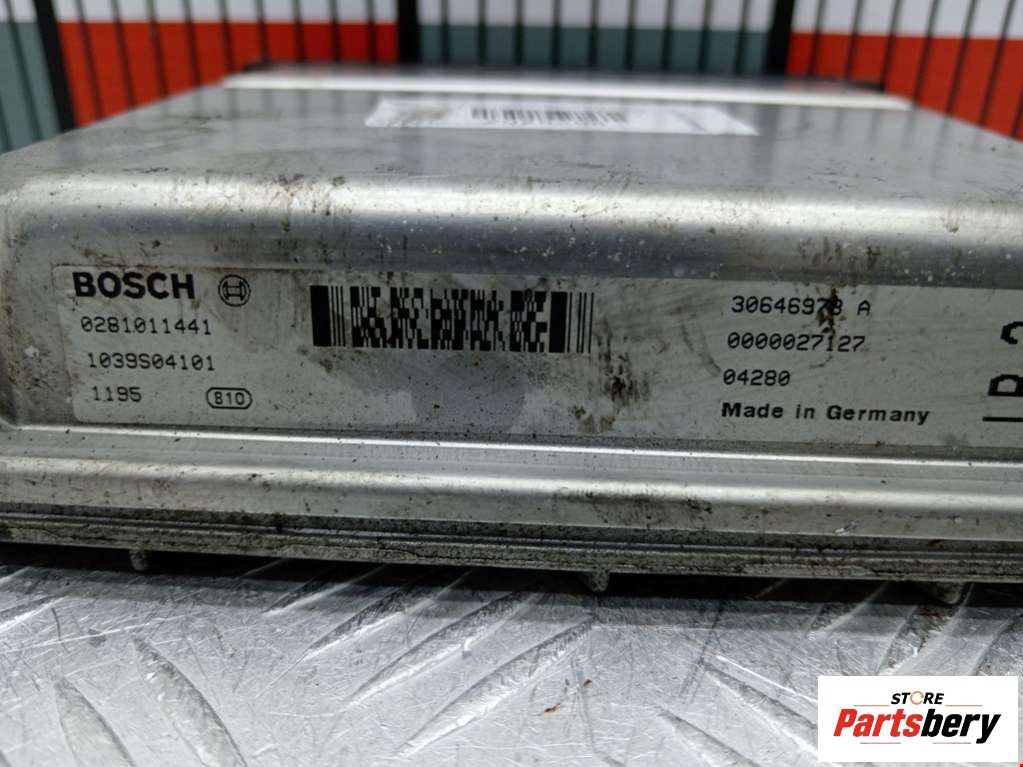 BOSCH
0281011441
1039S04101
1195 810
30646978 A
0000027127
04280
Made in Germany
STORE
Partsbery